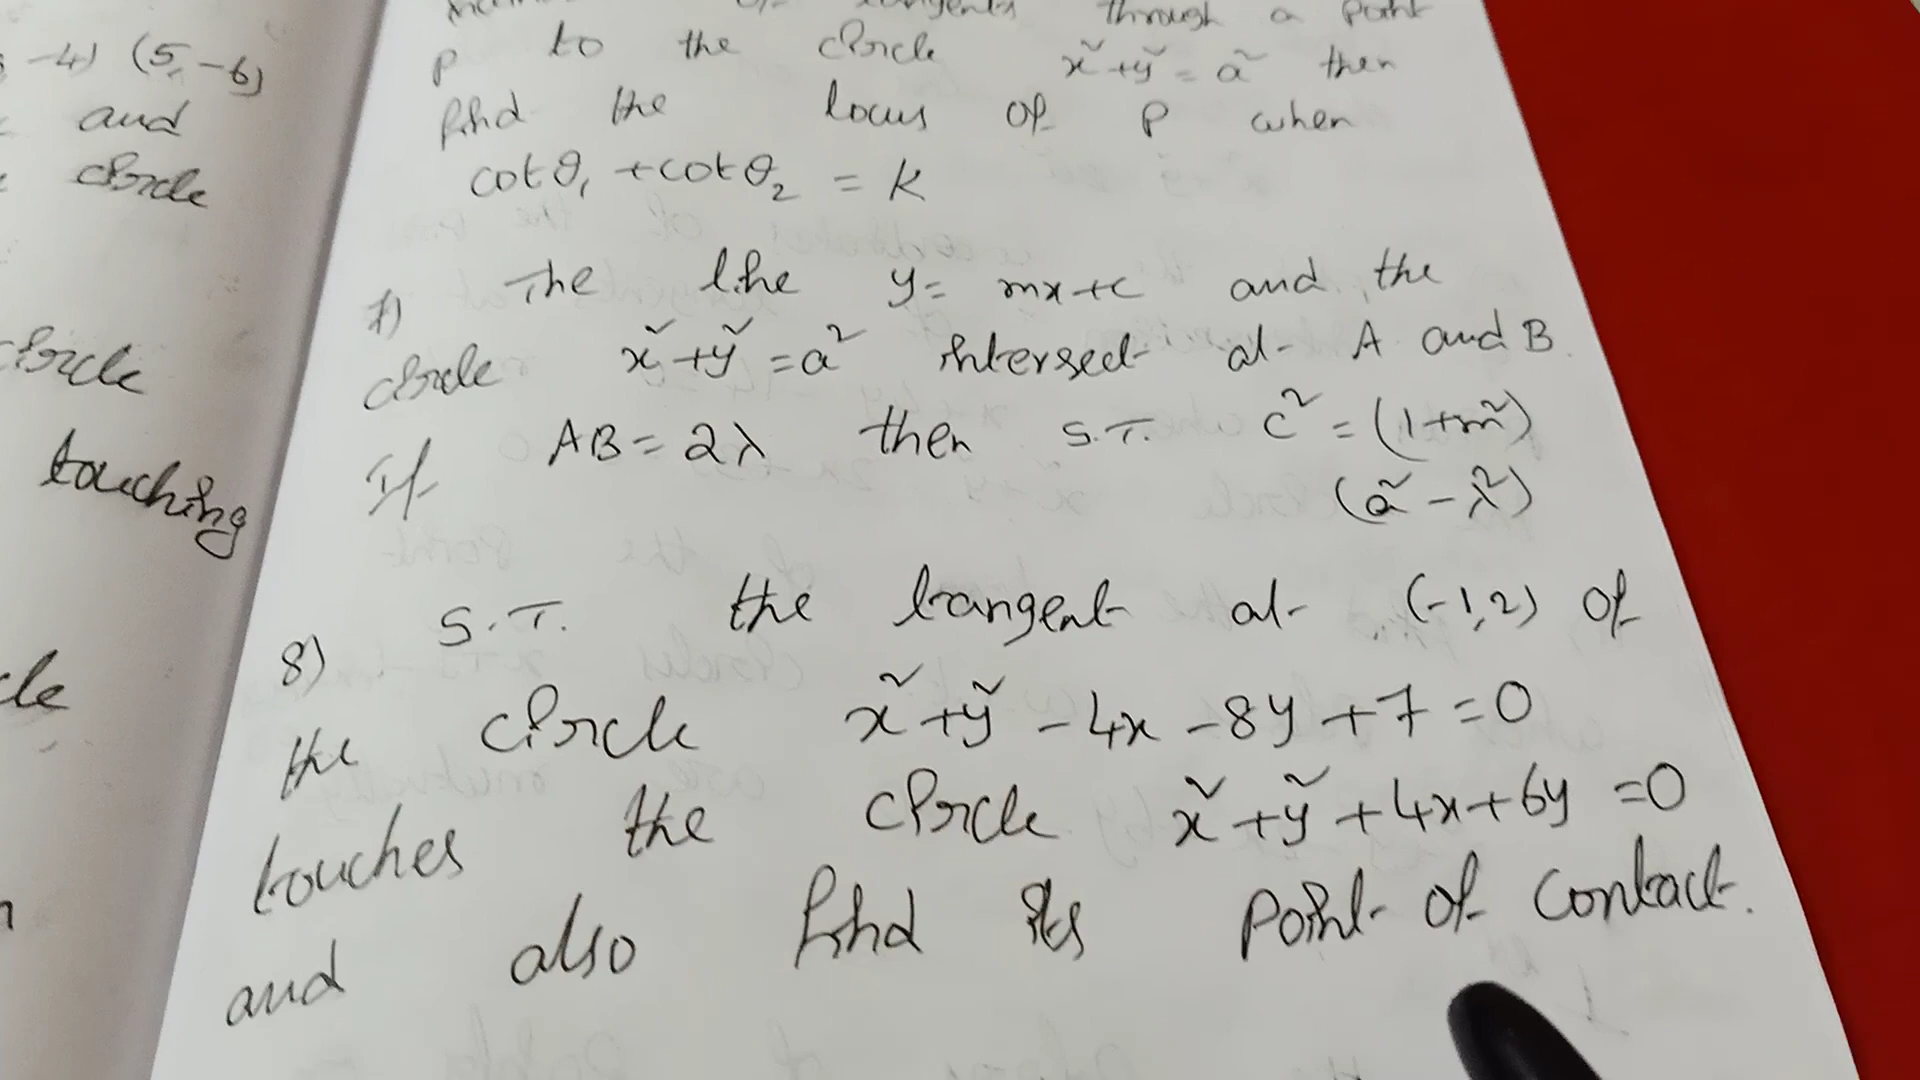 -4) (5, -6)
and
circle
circle
touching
tangents through a point
P to the circle x²+y²=a² then
find the locus of P when
cotθ₁ +cotθ₂ = K
7) The line y= mx+c and the
circle x²+y²=a² intersect at A and B
If AB=2λ then S.T. c²=(1+m²)
(a²-λ²)
8) S.T. the tangent at (-1,2) of
the circle x²+y²-4x-8y+7=0
touches the circle x²+y²+4x+6y=0
and also find its point of contact.